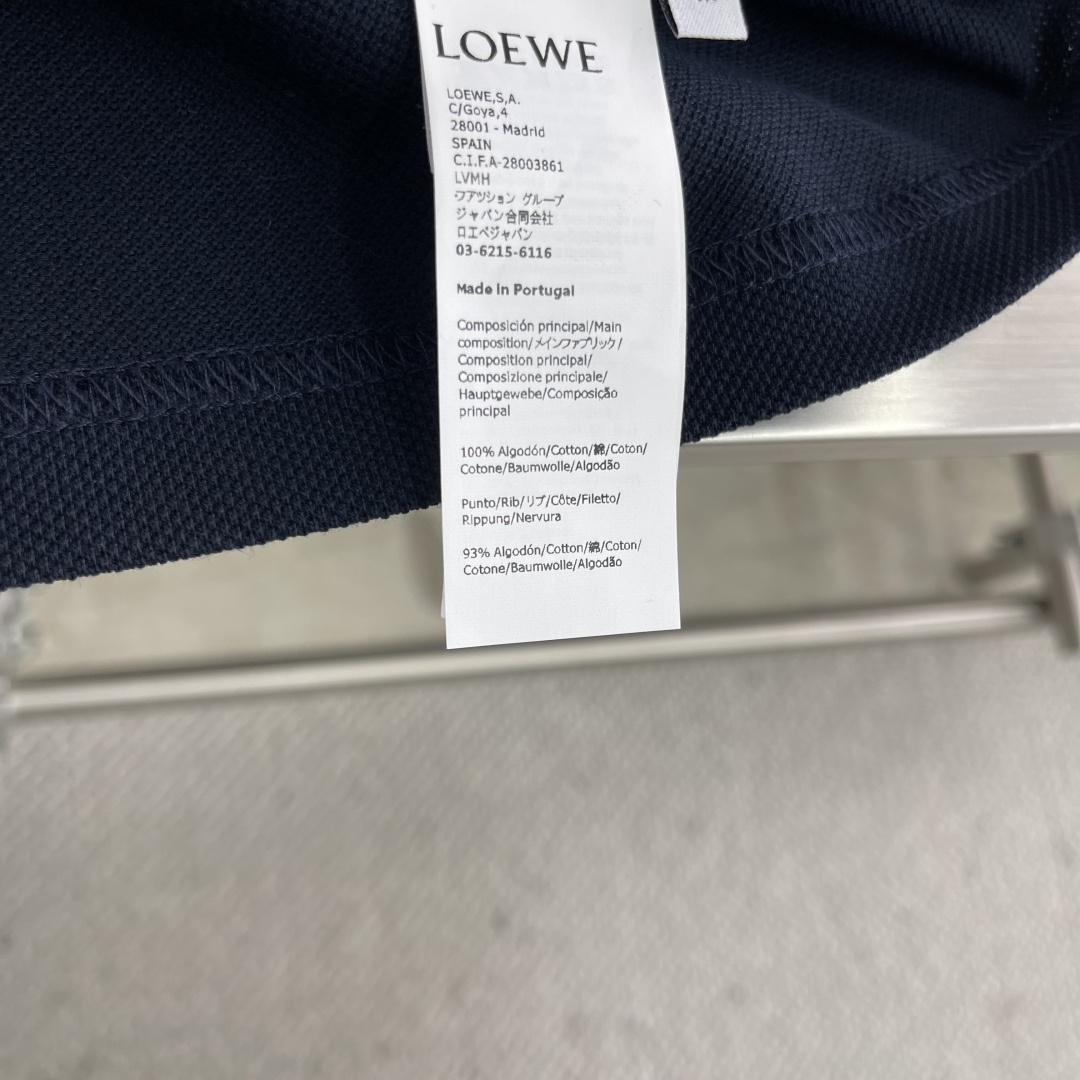 LOEWE
LOEWE,S,A.
C/Goya,4
28001 - Madrid
SPAIN
C.I.F.A-28003861
LVMH
ファッション グループ
ジャパン合同会社
ロエベジャパン
03-6215-6116
Made in Portugal
Composición principal/Main
composition/メインファブリック/
Composition principal/
Composizione principale/
Hauptgewebe/Composição
principal
100% Algodón/Cotton/綿/Coton/
Cotone/Baumwolle/Algodão
Punto/Rib/リブ/Côte/Filetto/
Rippung/Nervura
93% Algodón/Cotton/綿/Coton/
Cotone/Baumwolle/Algodão